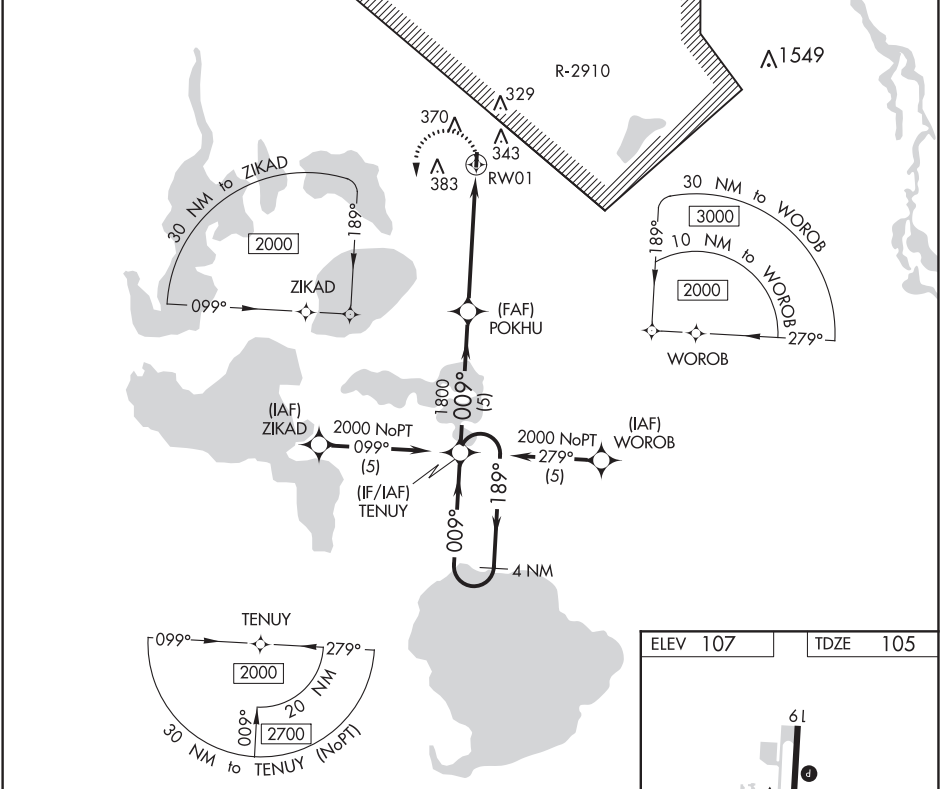 R-2910
1549
329
370
343
383
RW01
30 NM to ZIKAD
189°
2000
ZIKAD
099°
30 NM to WOROB
3000
189°
10 NM to WOROB
2000
279°
WOROB
(FAF)
POKHU
1800
009°
(5)
(IAF)
ZIKAD
2000 NoPT
099°
(5)
2000 NoPT
279°
(5)
(IAF)
WOROB
(IF/IAF)
TENUY
009°
189°
4 NM
TENUY
099°
279°
2000
20 NM
009°
2700
30 NM to TENUY (NoPT)
ELEV 107
TDZE 105
19
P